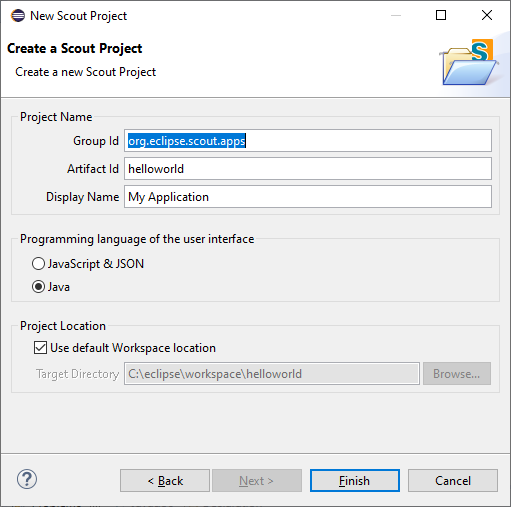 New Scout Project
Create a Scout Project
Create a new Scout Project
S
Project Name
Group Id org.eclipse.scout.apps
Artifact Id helloworld
Display Name My Application
Programming language of the user interface
JavaScript & JSON
Java
Project Location
Use default Workspace location
Target Directory C:\eclipse\workspace\helloworld Browse...
? < Back Next > Finish Cancel